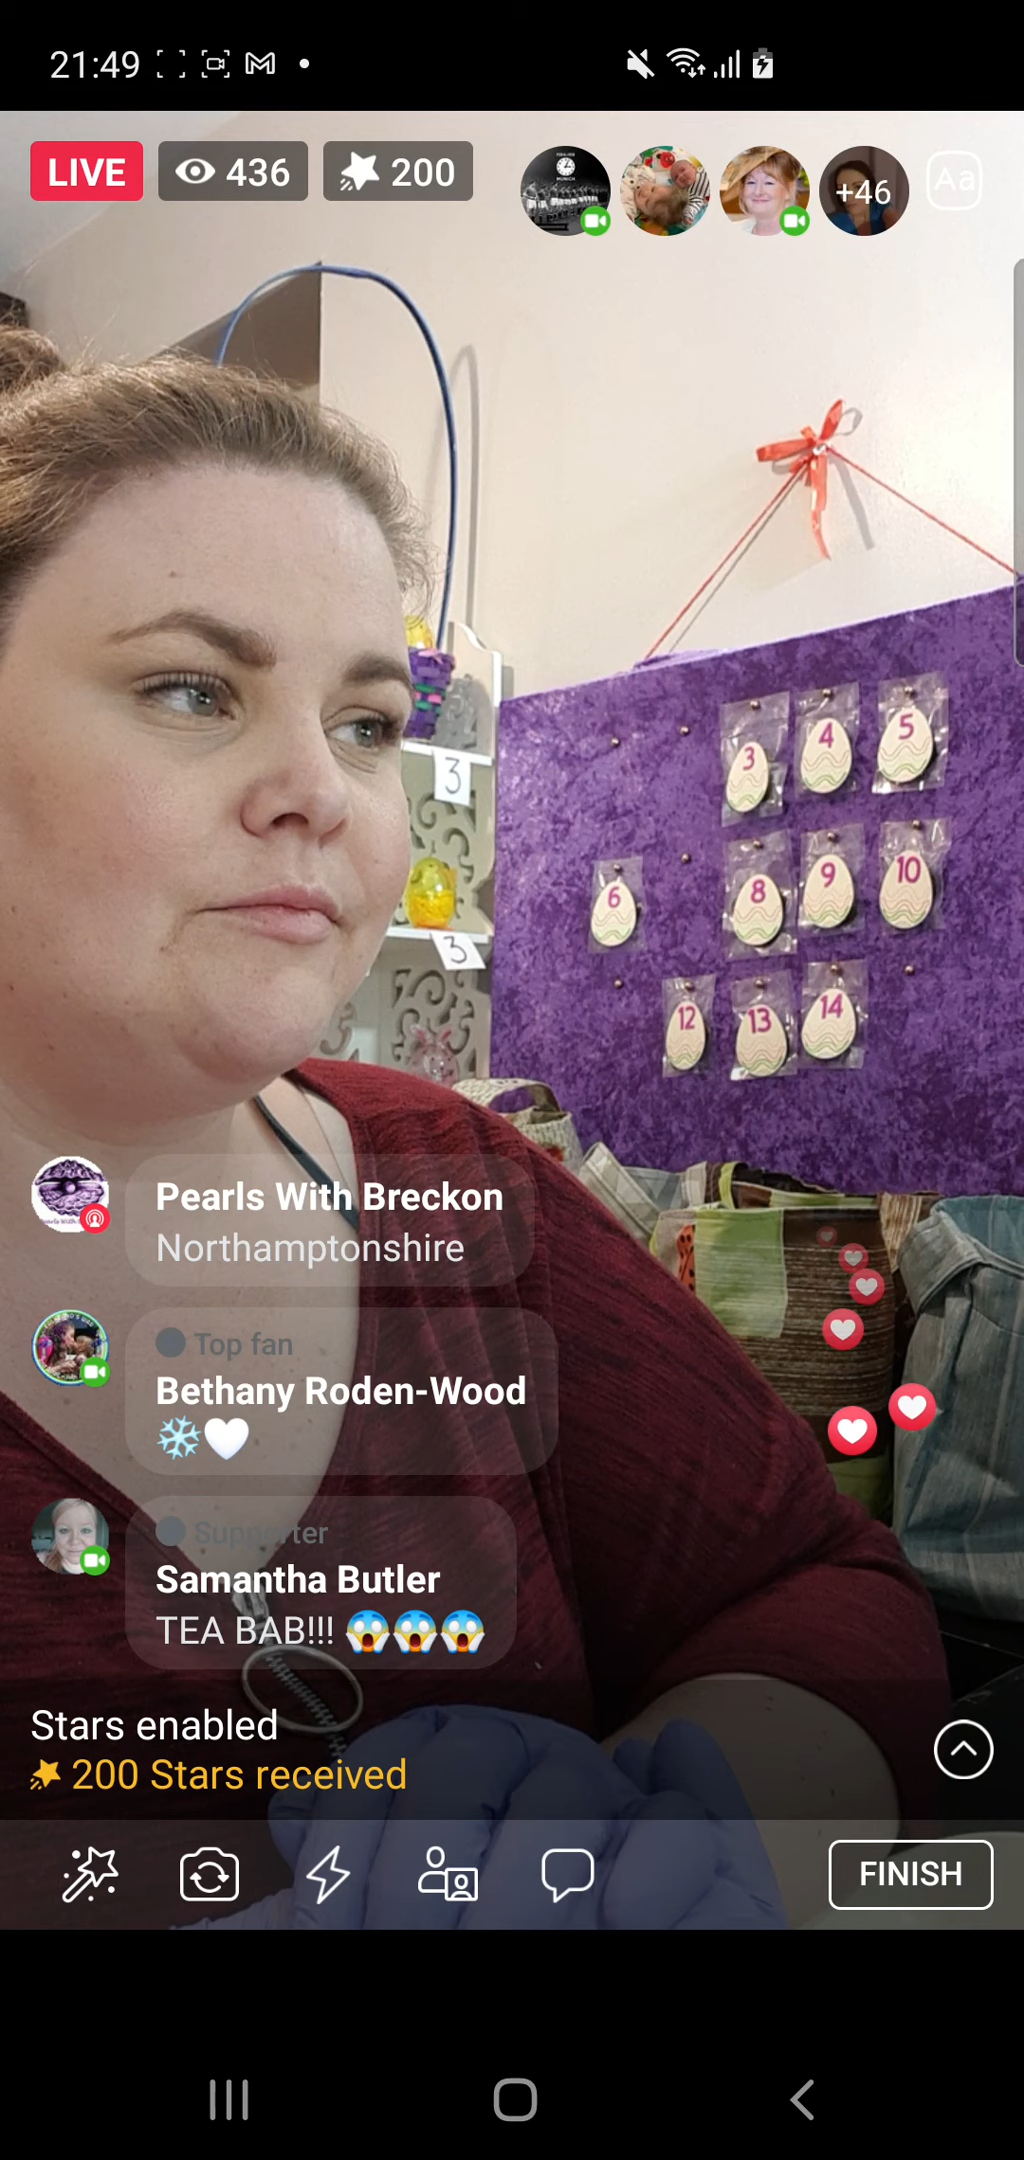 21:49
LIVE 436 200 +46 Aa
3 4 5
3
6 8 9 10
3
12 13 14
Pearls With Breckon
Northamptonshire
Top fan
Bethany Roden-Wood
❄️🤍
Supporter
Samantha Butler
TEA BAB!!! 😱😱😱
Stars enabled
200 Stars received
FINISH